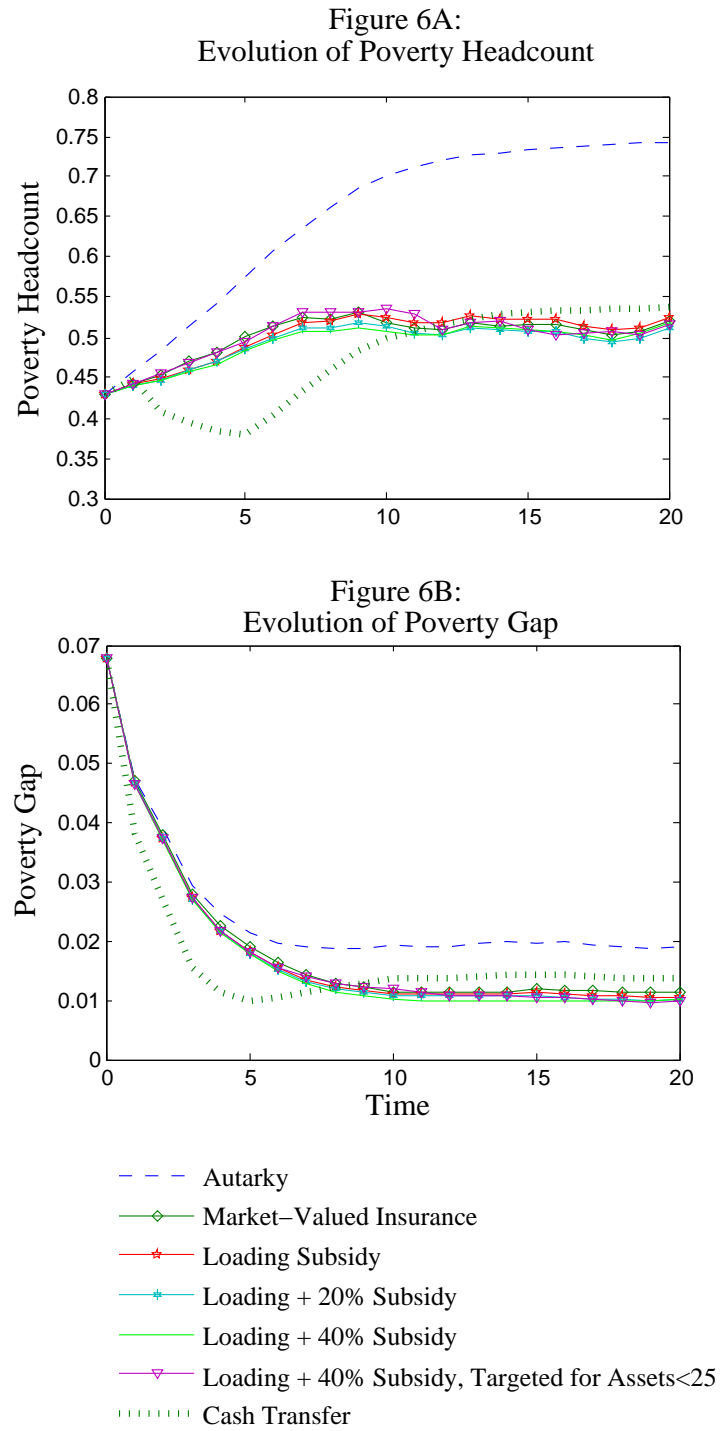 Figure 6A:
Evolution of Poverty Headcount
0.8
0.75
0.7
0.65
0.6
0.55
0.5
0.45
0.4
0.35
0.3
Poverty Headcount
0 5 10 15 20
Figure 6B:
Evolution of Poverty Gap
0.07
0.06
0.05
0.04
0.03
0.02
0.01
0
Poverty Gap
0 5 10 15 20
Time
Autarky
Market−Valued Insurance
Loading Subsidy
Loading + 20% Subsidy
Loading + 40% Subsidy
Loading + 40% Subsidy, Targeted for Assets<25
Cash Transfer